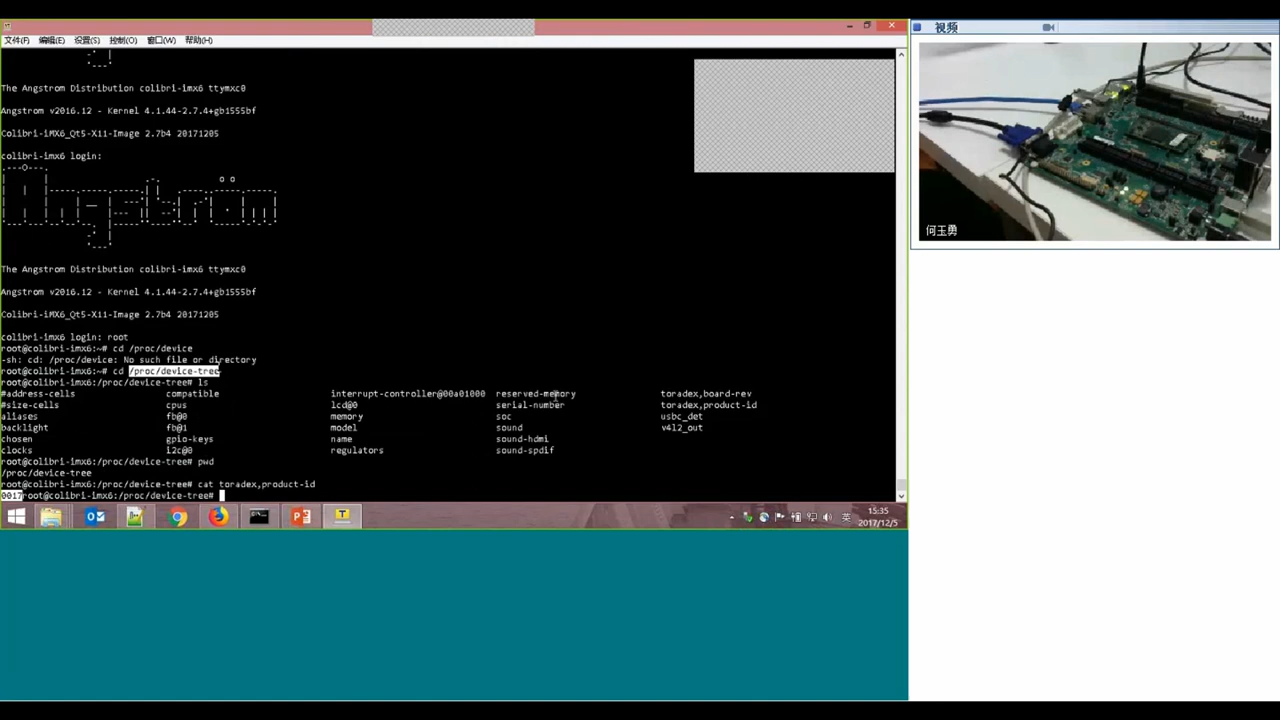 文件(F) 编辑(E) 设置(S) 控制(O) 窗口(W) 帮助(H)
The Angstrom Distribution colibri-imx6 ttymxc0
Angstrom v2016.12 - Kernel 4.1.44-2.7.4+gb1555bf
Colibri-iMX6_Qt5-X11-Image 2.7b4 20171205
colibri-imx6 login:
The Angstrom Distribution colibri-imx6 ttymxc0
Angstrom v2016.12 - Kernel 4.1.44-2.7.4+gb1555bf
Colibri-iMX6_Qt5-X11-Image 2.7b4 20171205
colibri-imx6 login: root
root@colibri-imx6:~# cd /proc/device
-sh: cd: /proc/device: No such file or directory
root@colibri-imx6:~# cd /proc/device-tree
root@colibri-imx6:/proc/device-tree# ls
#address-cells compatible interrupt-controller@00a01000 reserved-memory toradex,board-rev
#size-cells cpus lcd@0 serial-number toradex,product-id
aliases fb@0 memory soc usbc_det
backlight fb@1 model sound v4l2_out
chosen gpio-keys name sound-hdmi
clocks i2c@0 regulators sound-spdif
root@colibri-imx6:/proc/device-tree# pwd
/proc/device-tree
root@colibri-imx6:/proc/device-tree# cat toradex,product-id
0017root@colibri-imx6:/proc/device-tree#
英
15:35
2017/12/5
视频
何玉勇